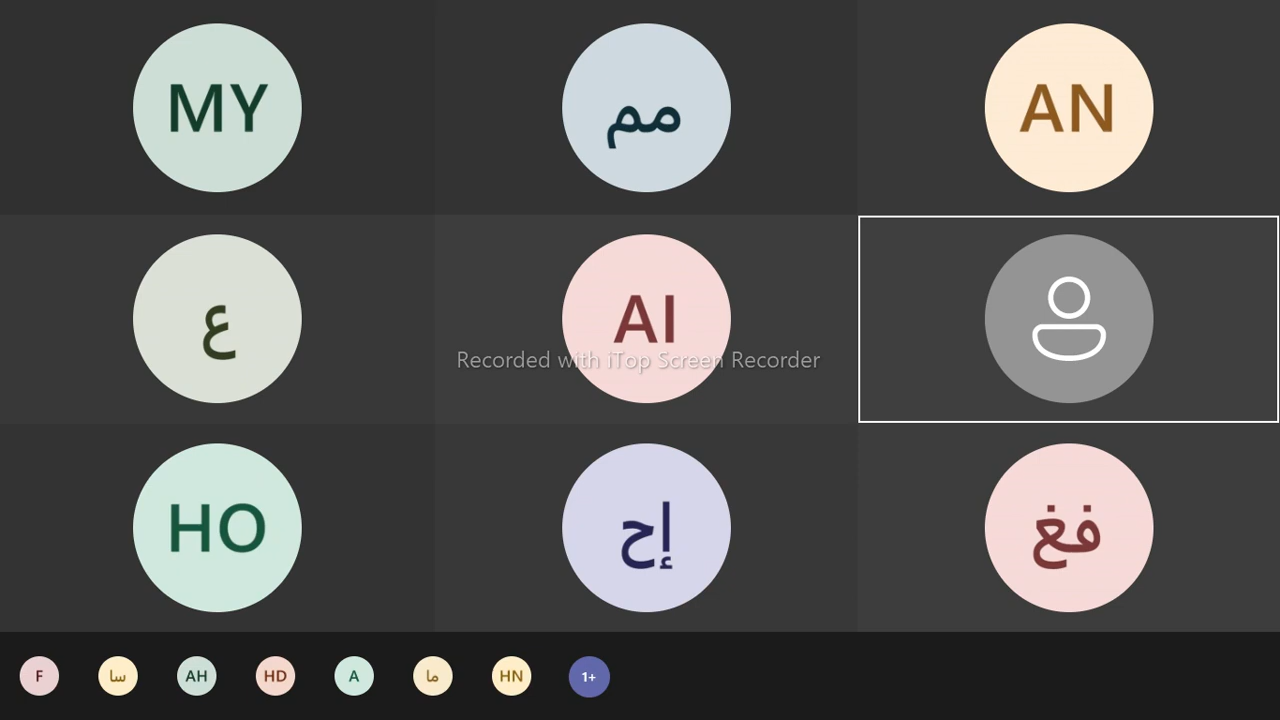 MY
مم
AN
ع
AI
Recorded with iTop Screen Recorder
HO
إح
فغ
F
سا
AH
HD
A
ما
HN
1+